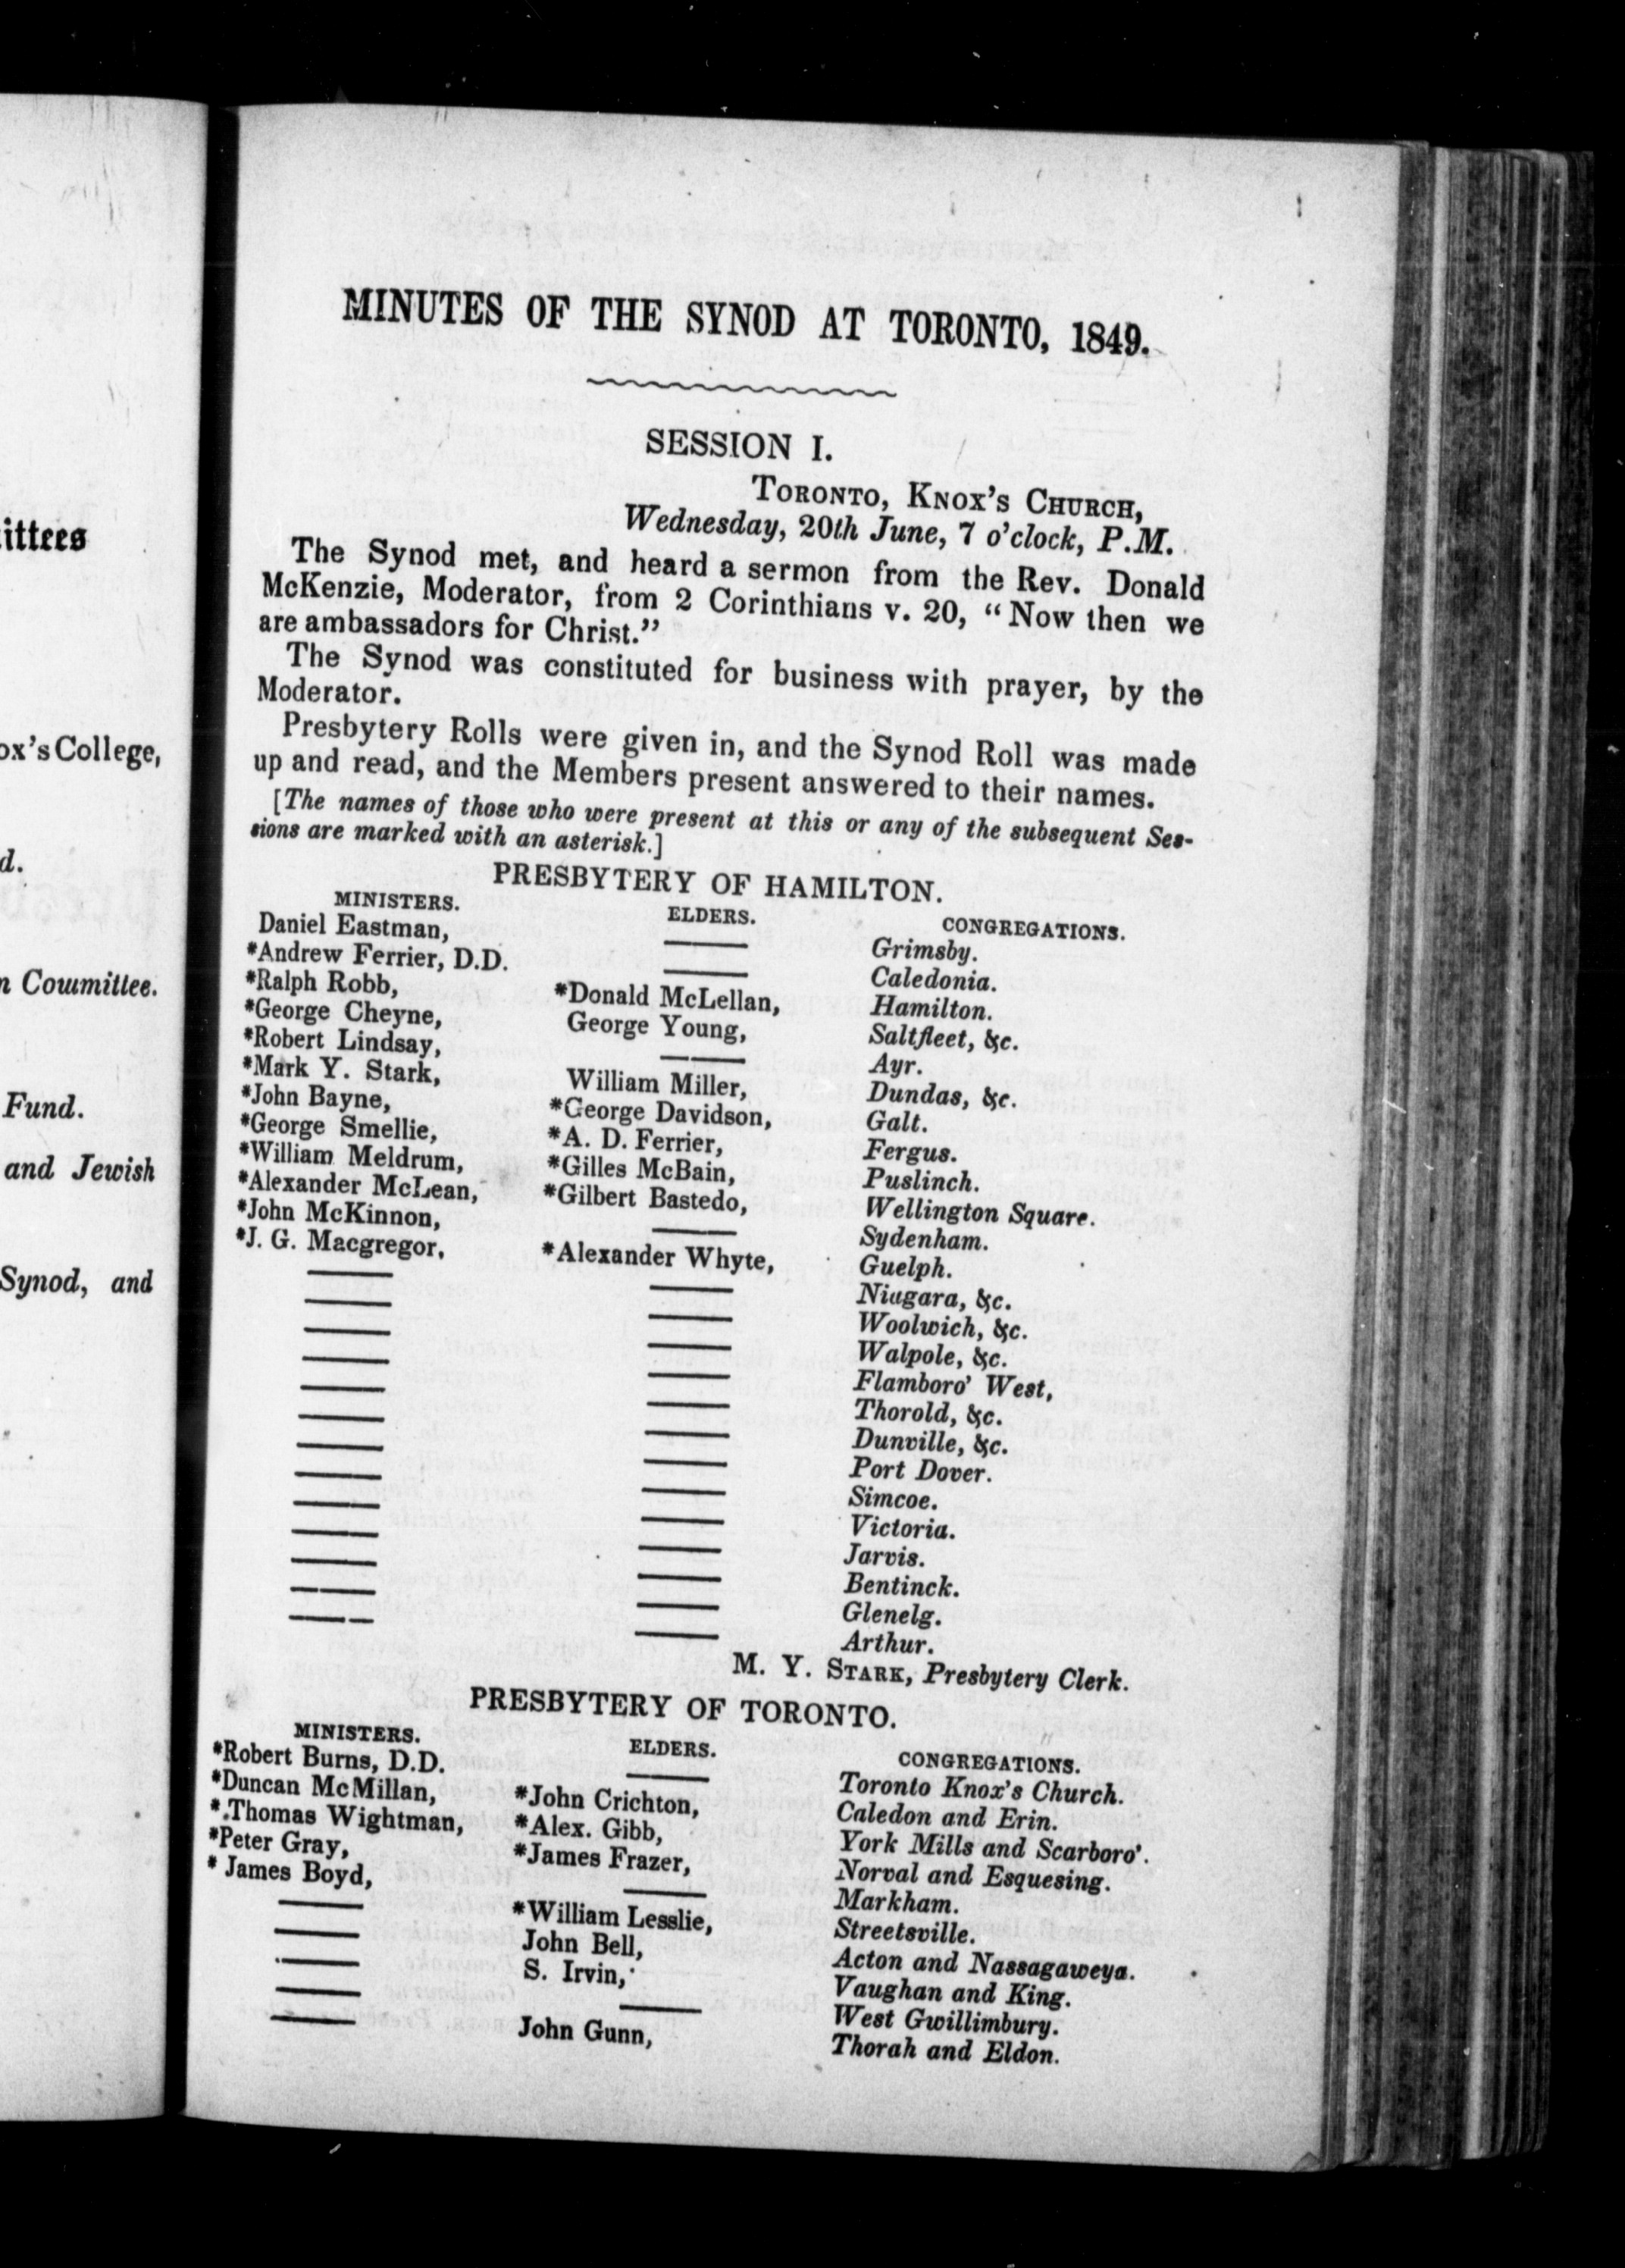 ittees
ox's College,
d.
n Committee.
Fund.
and Jewish
Synod, and
MINUTES OF THE SYNOD AT TORONTO, 1849.
SESSION I.
TORONTO, KNOX'S CHURCH,
Wednesday, 20th June, 7 o'clock, P.M.
The Synod met, and heard a sermon from the Rev. Donald
McKenzie, Moderator, from 2 Corinthians v. 20, "Now then we
are ambassadors for Christ."
The Synod was constituted for business with prayer, by the
Moderator.
Presbytery Rolls were given in, and the Synod Roll was made
up and read, and the Members present answered to their names.
[The names of those who were present at this or any of the subsequent Ses-
sions are marked with an asterisk.]
PRESBYTERY OF HAMILTON.
MINISTERS. ELDERS. CONGREGATIONS.
Daniel Eastman, —— Grimsby.
*Andrew Ferrier, D.D. —— Caledonia.
*Ralph Robb, *Donald McLellan, Hamilton.
*George Cheyne, George Young, Saltfleet, &c.
*Robert Lindsay, —— Ayr.
*Mark Y. Stark, William Miller, Dundas, &c.
*John Bayne, *George Davidson, Galt.
*George Smellie, *A. D. Ferrier, Fergus.
*William Meldrum, *Gilles McBain, Puslinch.
*Alexander McLean, *Gilbert Bastedo, Wellington Square.
*John McKinnon, —— Sydenham.
*J. G. Macgregor, *Alexander Whyte, Guelph.
—— —— Niagara, &c.
—— —— Woolwich, &c.
—— —— Walpole, &c.
—— —— Flamboro' West,
—— —— Thorold, &c.
—— —— Dunville, &c.
—— —— Port Dover.
—— —— Simcoe.
—— —— Victoria.
—— —— Jarvis.
—— —— Bentinck.
—— —— Glenelg.
—— —— Arthur.
M. Y. STARK, Presbytery Clerk.
PRESBYTERY OF TORONTO.
MINISTERS. ELDERS. CONGREGATIONS.
*Robert Burns, D.D. —— Toronto Knox's Church.
*Duncan McMillan, *John Crichton, Caledon and Erin.
*Thomas Wightman, *Alex. Gibb, York Mills and Scarboro'.
*Peter Gray, *James Frazer, Norval and Esquesing.
* James Boyd, —— Markham.
—— *William Lesslie, Streetsville.
—— John Bell, Acton and Nassagaweya.
—— S. Irvin, Vaughan and King.
—— —— West Gwillimbury.
—— John Gunn, Thorah and Eldon.